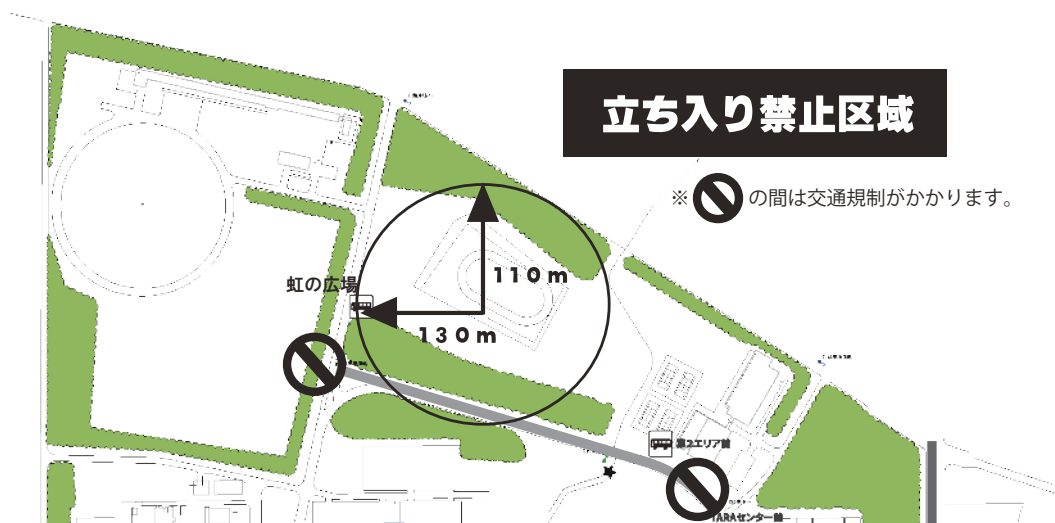 立ち入り禁止区域
※の間は交通規制がかかります。
110m
虹の広場
130m
第2エリア前
TARAセンター前